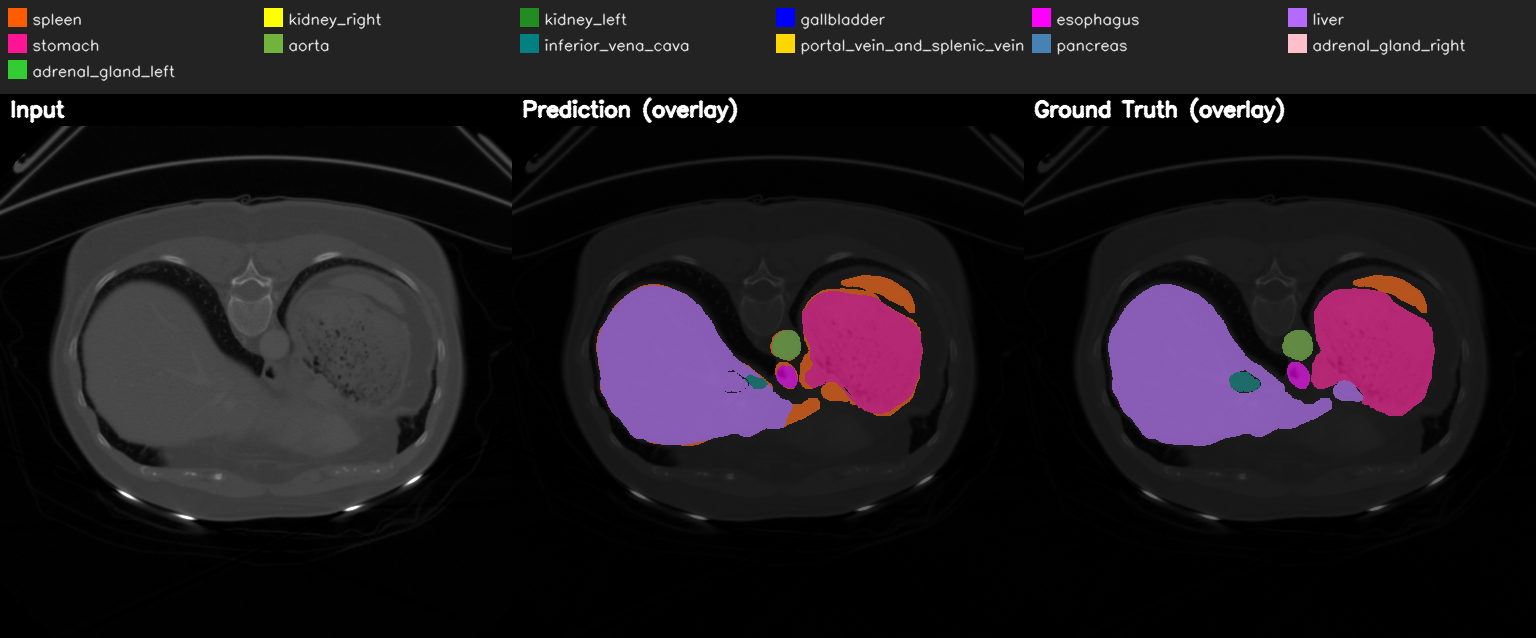 spleen kidney_right kidney_left gallbladder esophagus liver
stomach aorta inferior_vena_cava portal_vein_and_splenic_vein pancreas adrenal_gland_right
adrenal_gland_left
Input Prediction (overlay) Ground Truth (overlay)